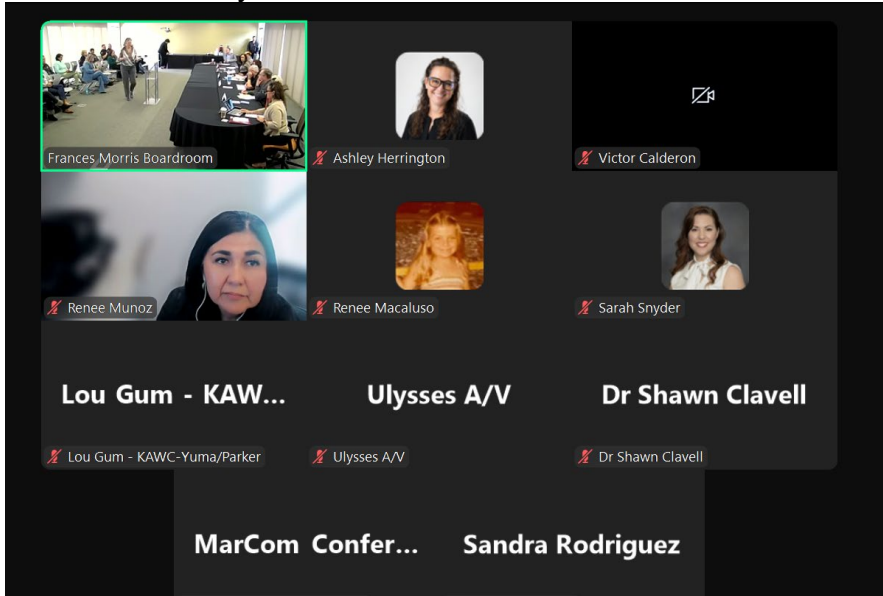 Frances Morris Boardroom
Ashley Herrington
Victor Calderon
Renee Munoz
Renee Macaluso
Sarah Snyder
Lou Gum - KAW...
Ulysses A/V
Dr Shawn Clavell
Lou Gum - KAWC-Yuma/Parker
Ulysses A/V
Dr Shawn Clavell
MarCom Confer...
Sandra Rodriguez